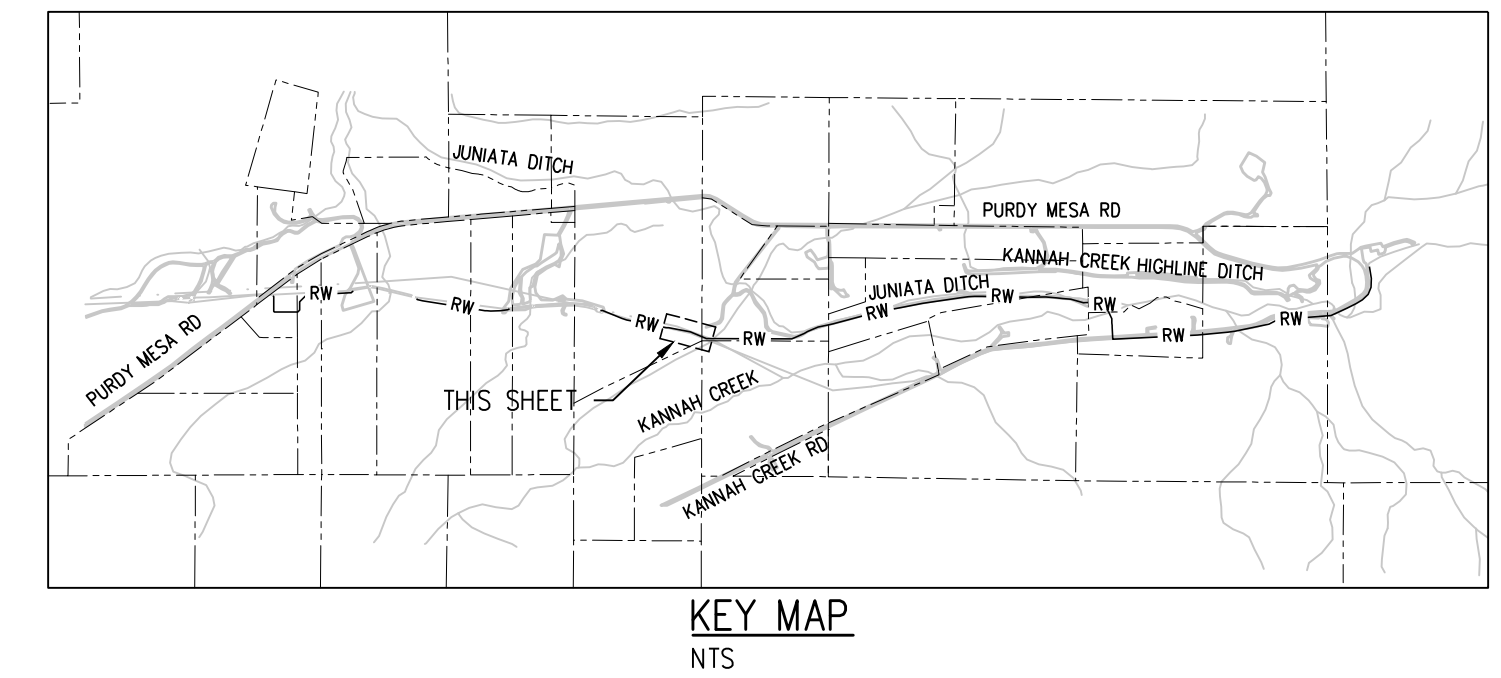 JUNIATA DITCH
PURDY MESA RD
KANNAH CREEK HIGHLINE DITCH
JUNIATA DITCH
RW
RW
RW
RW
RW
RW
RW
RW
RW
PURDY MESA RD
THIS SHEET
KANNAH CREEK
KANNAH CREEK RD
KEY MAP
NTS